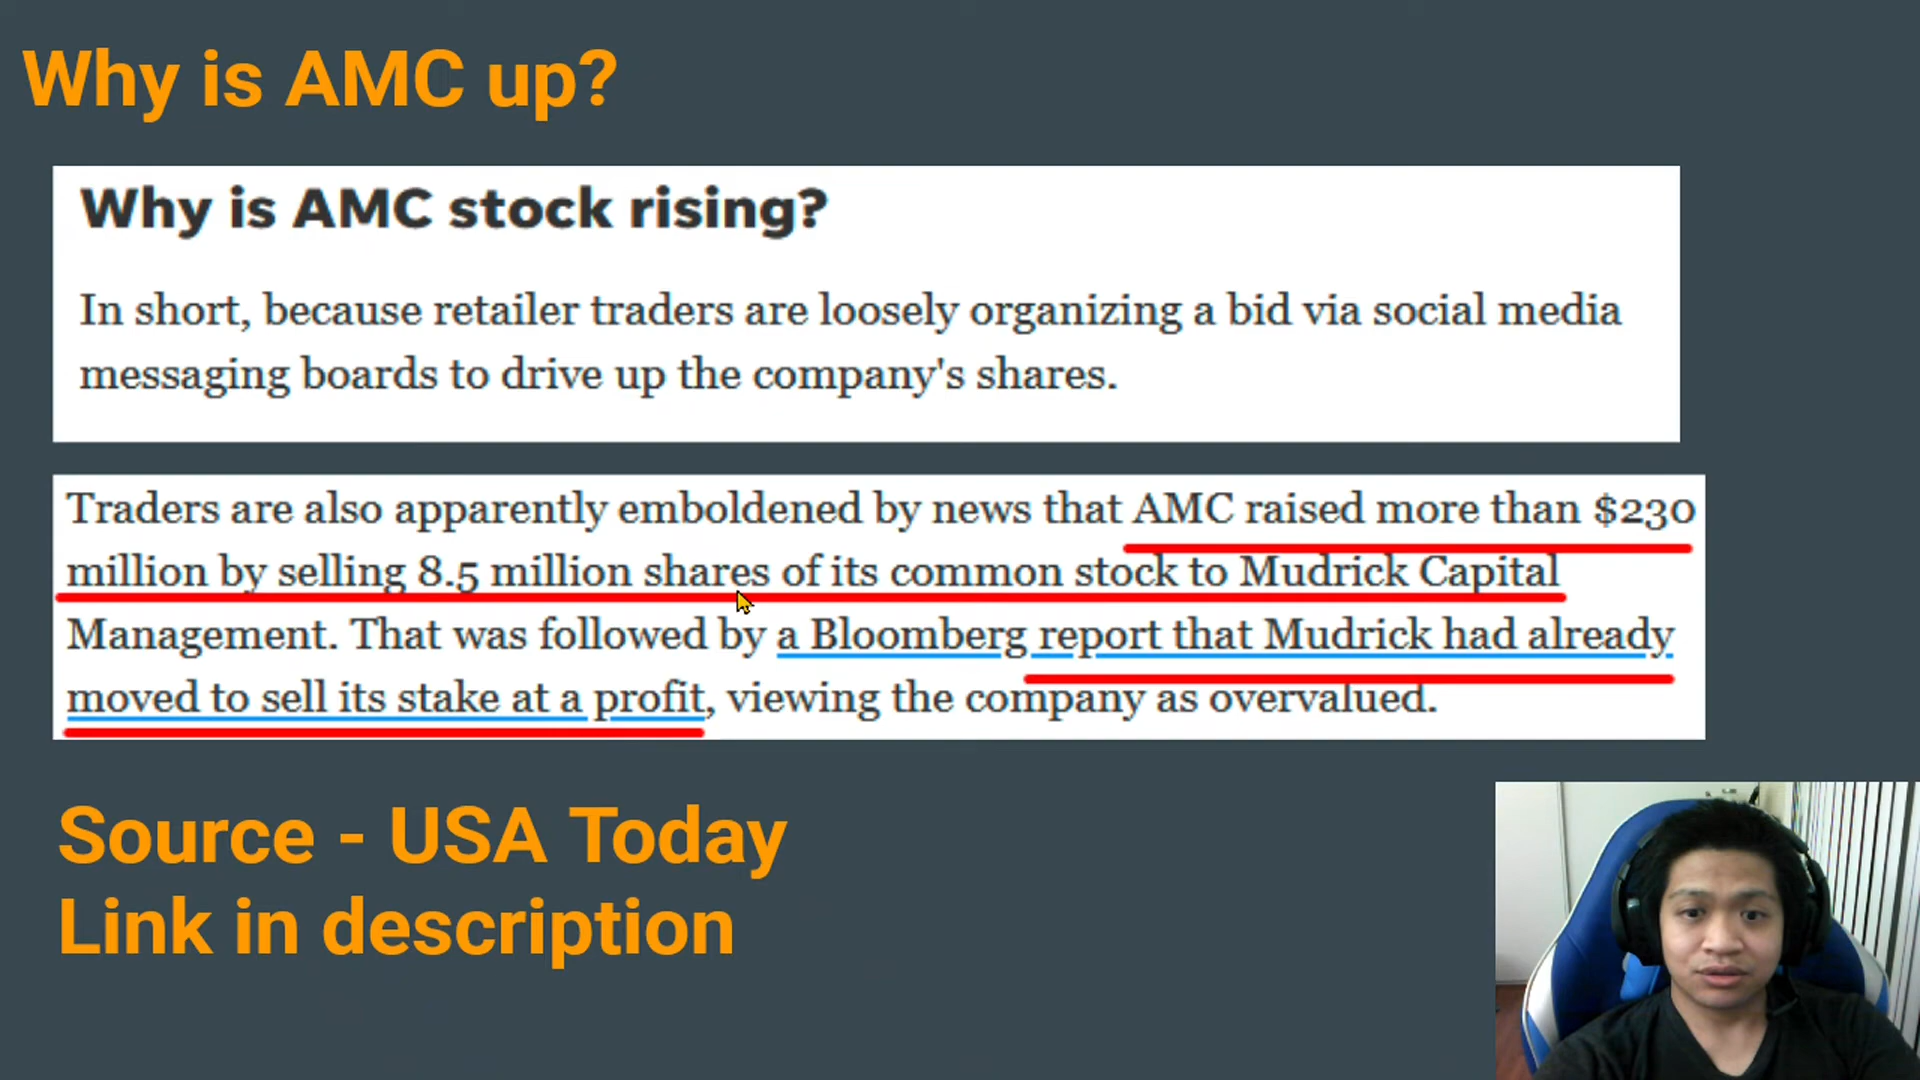 Why is AMC up?
Why is AMC stock rising?
In short, because retailer traders are loosely organizing a bid via social media
messaging boards to drive up the company's shares.
Traders are also apparently emboldened by news that AMC raised more than $230
million by selling 8.5 million shares of its common stock to Mudrick Capital
Management. That was followed by a Bloomberg report that Mudrick had already
moved to sell its stake at a profit, viewing the company as overvalued.
Source - USA Today
Link in description